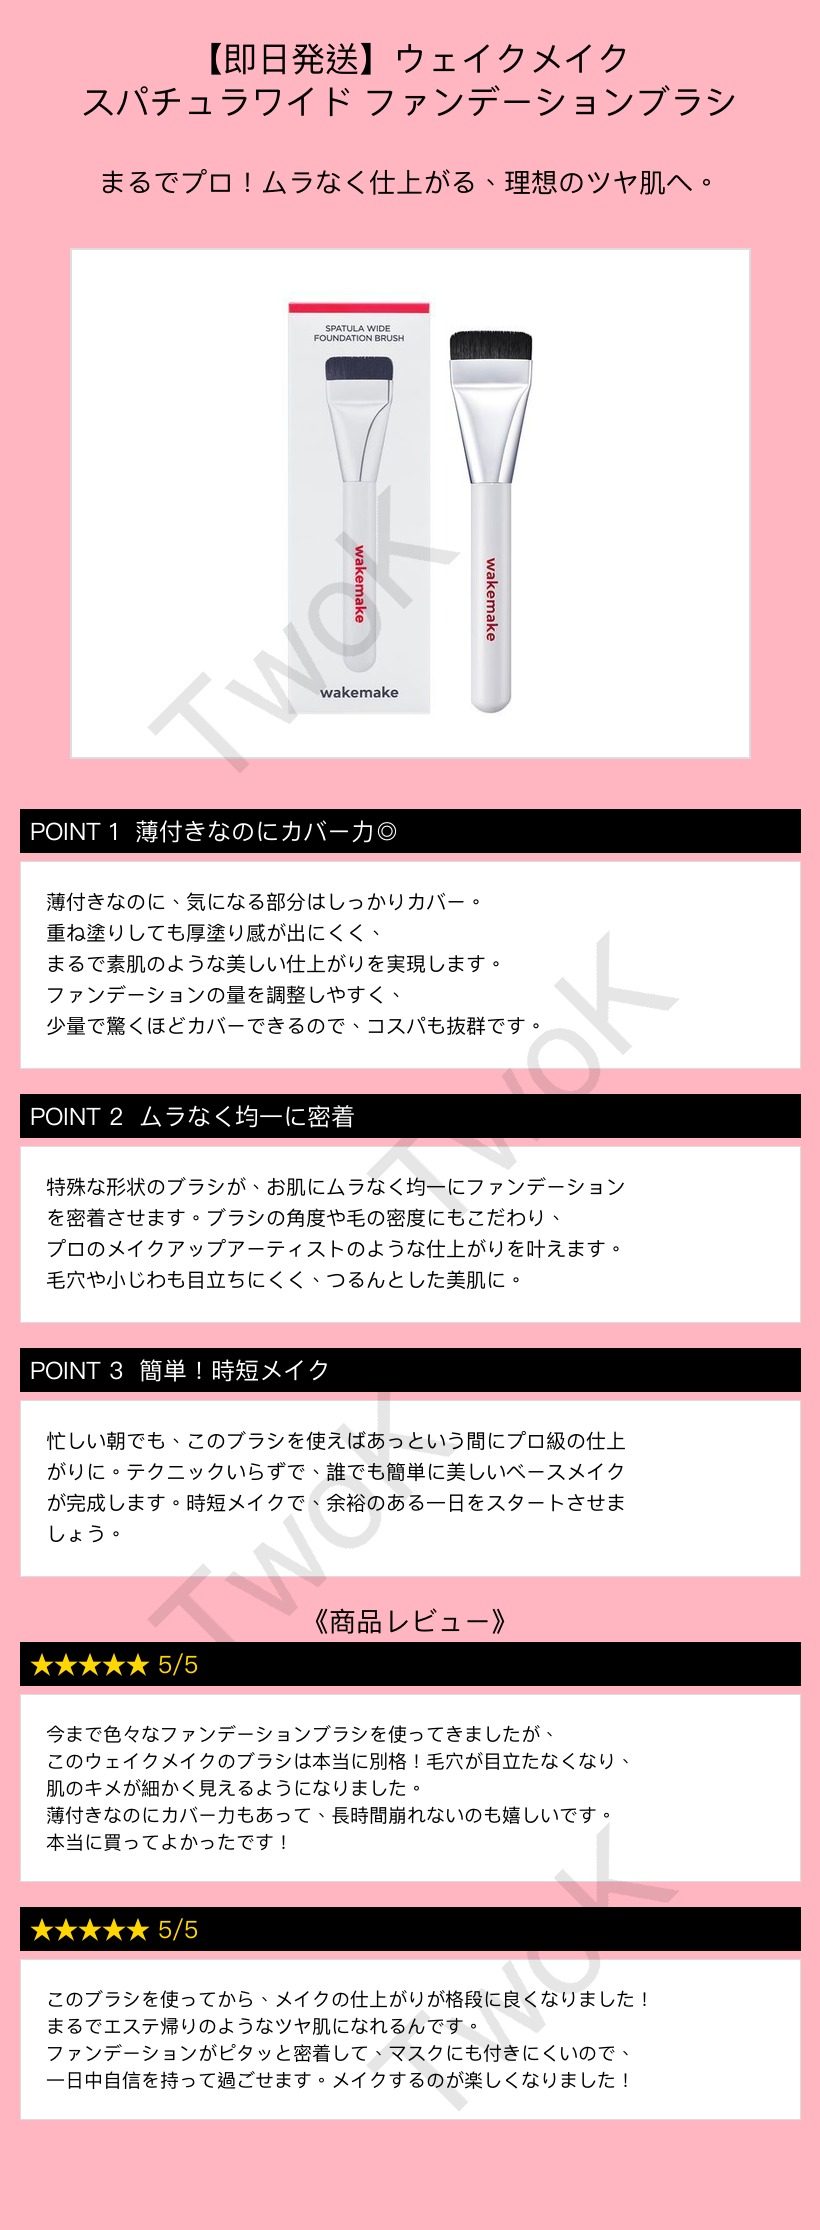 【即日発送】ウェイクメイク
スパチュラワイド ファンデーションブラシ
まるでプロ！ムラなく仕上がる、理想のツヤ肌へ。
SPATULA WIDE
FOUNDATION BRUSH
wakemake
wakemake
wakemake
TwoK
POINT 1 薄付きなのにカバー力◎
薄付きなのに、気になる部分はしっかりカバー。
重ね塗りしても厚塗り感が出にくく、
まるで素肌のような美しい仕上がりを実現します。
ファンデーションの量を調整しやすく、
少量で驚くほどカバーできるので、コスパも抜群です。
TwoK
POINT 2 ムラなく均一に密着
特殊な形状のブラシが、お肌にムラなく均一にファンデーション
を密着させます。ブラシの角度や毛の密度にもこだわり、
プロのメイクアップアーティストのような仕上がりを叶えます。
毛穴や小じわも目立ちにくく、つるんとした美肌に。
POINT 3 簡単！時短メイク
忙しい朝でも、このブラシを使えばあっという間にプロ級の仕上
がりに。テクニックいらずで、誰でも簡単に美しいベースメイク
が完成します。時短メイクで、余裕のある一日をスタートさせま
しょう。
TwoK
《商品レビュー》
★★★★★ 5/5
今まで色々なファンデーションブラシを使ってきましたが、
このウェイクメイクのブラシは本当に別格！毛穴が目立たなくなり、
肌のキメが細かく見えるようになりました。
薄付きなのにカバー力もあって、長時間崩れないのも嬉しいです。
本当に買ってよかったです！
★★★★★ 5/5
このブラシを使ってから、メイクの仕上がりが格段に良くなりました！
まるでエステ帰りのようなツヤ肌になれるんです。
ファンデーションがピタッと密着して、マスクにも付きにくいので、
一日中自信を持って過ごせます。メイクするのが楽しくなりました！
TwoK